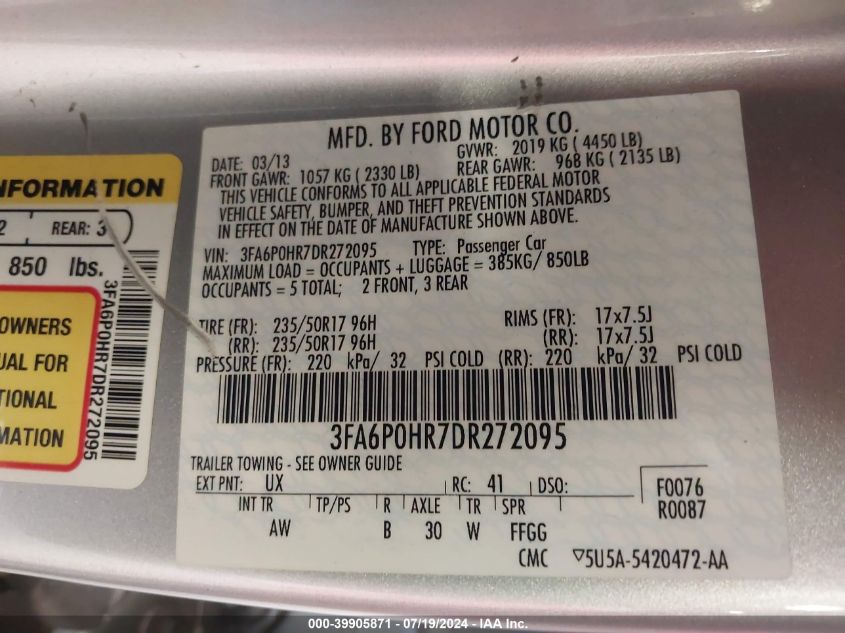 MFD. BY FORD MOTOR CO.
DATE: 03/13 GVWR: 2019 KG ( 4450 LB)
FRONT GAWR: 1057 KG ( 2330 LB) REAR GAWR: 968 KG ( 2135 LB)
THIS VEHICLE CONFORMS TO ALL APPLICABLE FEDERAL MOTOR
VEHICLE SAFETY, BUMPER, AND THEFT PREVENTION STANDARDS
IN EFFECT ON THE DATE OF MANUFACTURE SHOWN ABOVE.
VIN: 3FA6P0HR7DR272095 TYPE: Passenger Car
MAXIMUM LOAD = OCCUPANTS + LUGGAGE = 385KG/ 850LB
OCCUPANTS = 5 TOTAL; 2 FRONT, 3 REAR
TIRE (FR): 235/50R17 96H RIMS (FR): 17x7.5J
(RR): 235/50R17 96H (RR): 17x7.5J
PRESSURE (FR): 220 kPa/ 32 PSI COLD (RR): 220 kPa/ 32 PSI COLD
3FA6P0HR7DR272095
TRAILER TOWING - SEE OWNER GUIDE
EXT PNT: UX RC: 41 DSO:
INT TR TP/PS R AXLE TR SPR
AW B 30 W FFGG
F0076
R0087
CMC ▽5U5A-5420472-AA
NFORMATION
2 REAR: 3
850 lbs.
OWNERS
UAL FOR
TIONAL
MATION
3FA6P0HR7DR272095
000-39905871 / 07/19/2024 - IAA Inc.